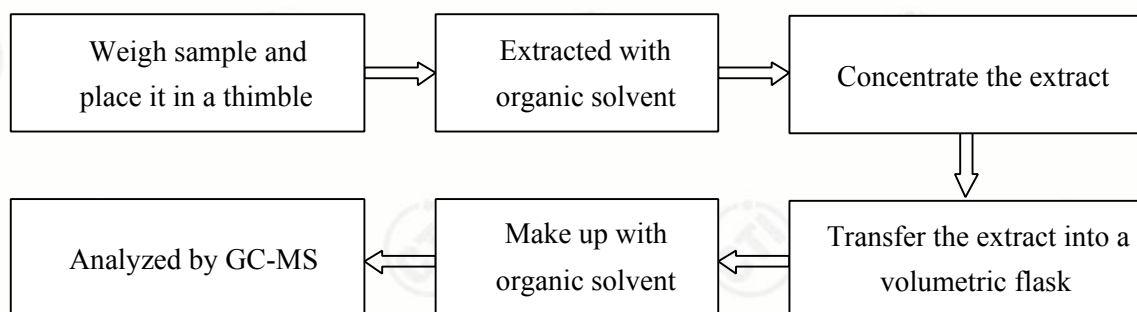 Weigh sample and
place it in a thimble
Extracted with
organic solvent
Concentrate the extract
Transfer the extract into a
volumetric flask
Make up with
organic solvent
Analyzed by GC-MS